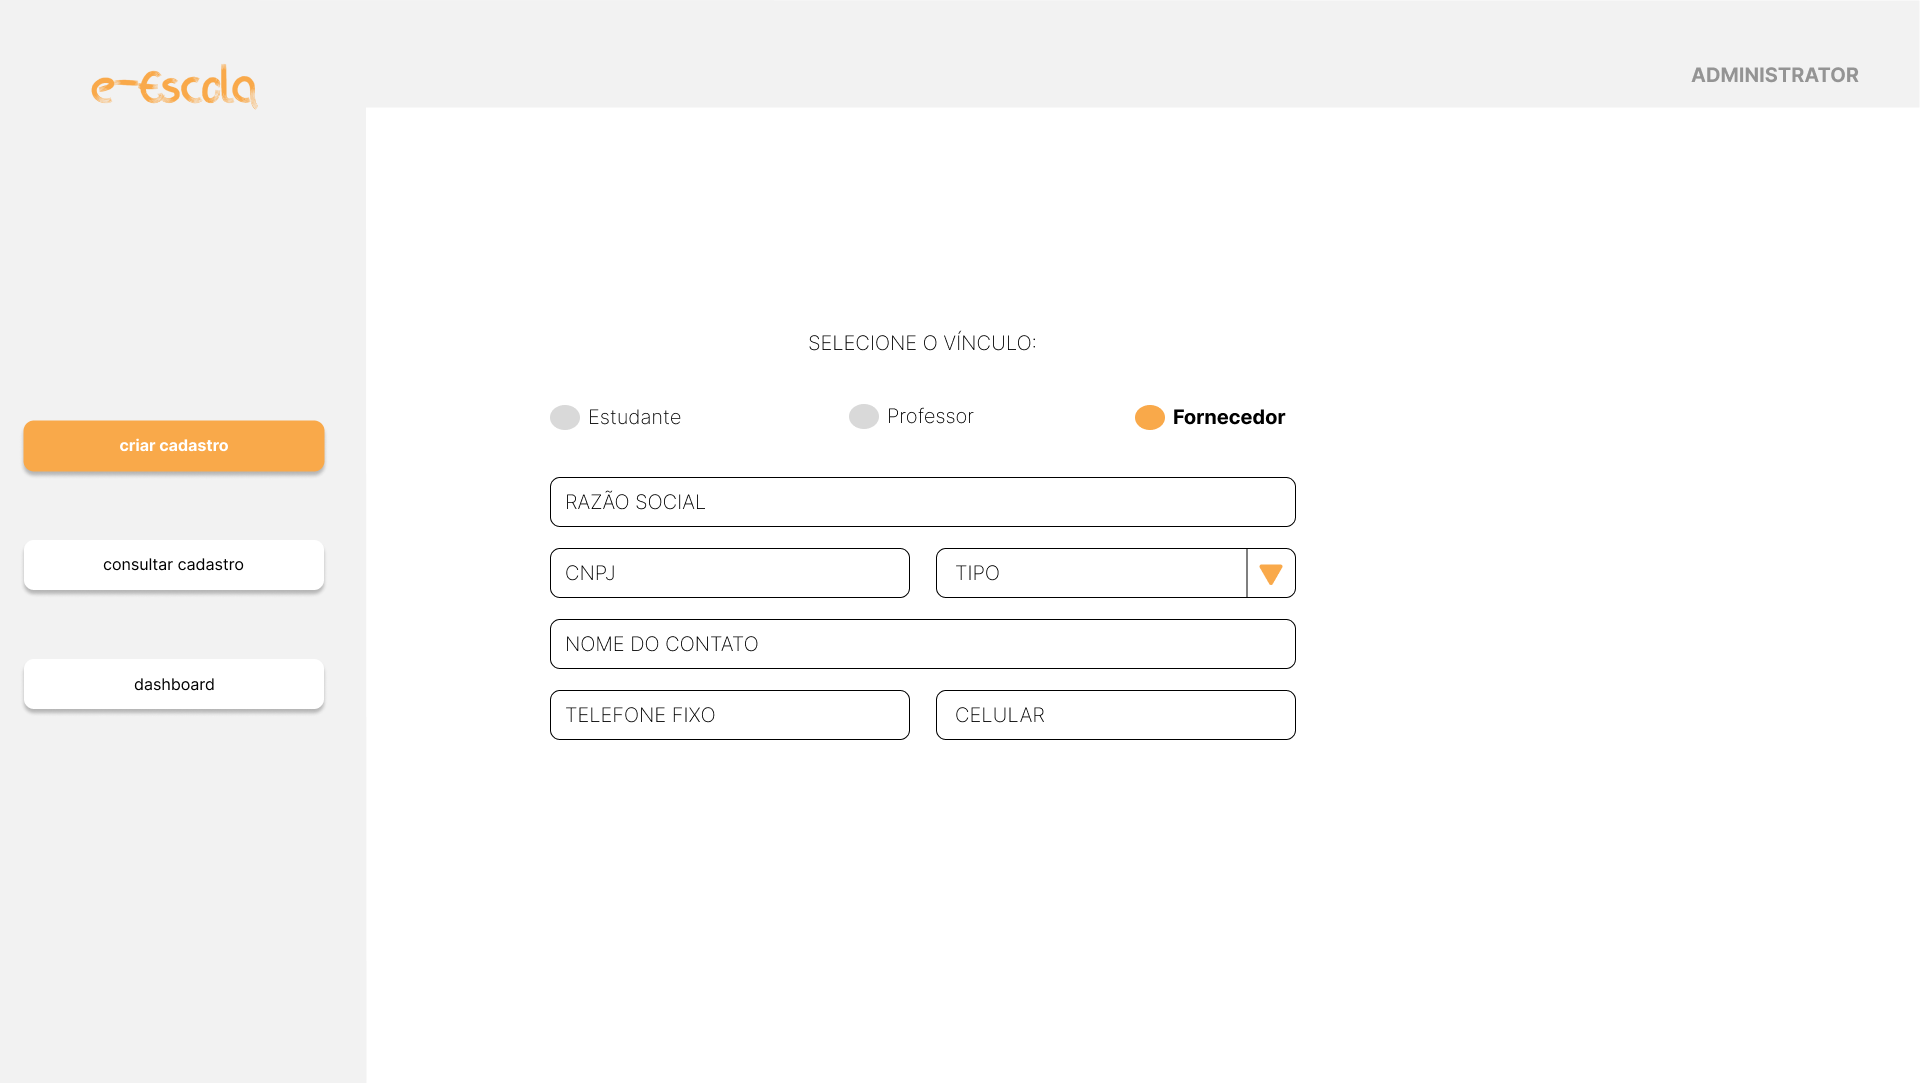 e-Escola
ADMINISTRATOR
criar cadastro
consultar cadastro
dashboard
SELECIONE O VÍNCULO:
Estudante
Professor
Fornecedor
RAZÃO SOCIAL
CNPJ
TIPO
NOME DO CONTATO
TELEFONE FIXO
CELULAR